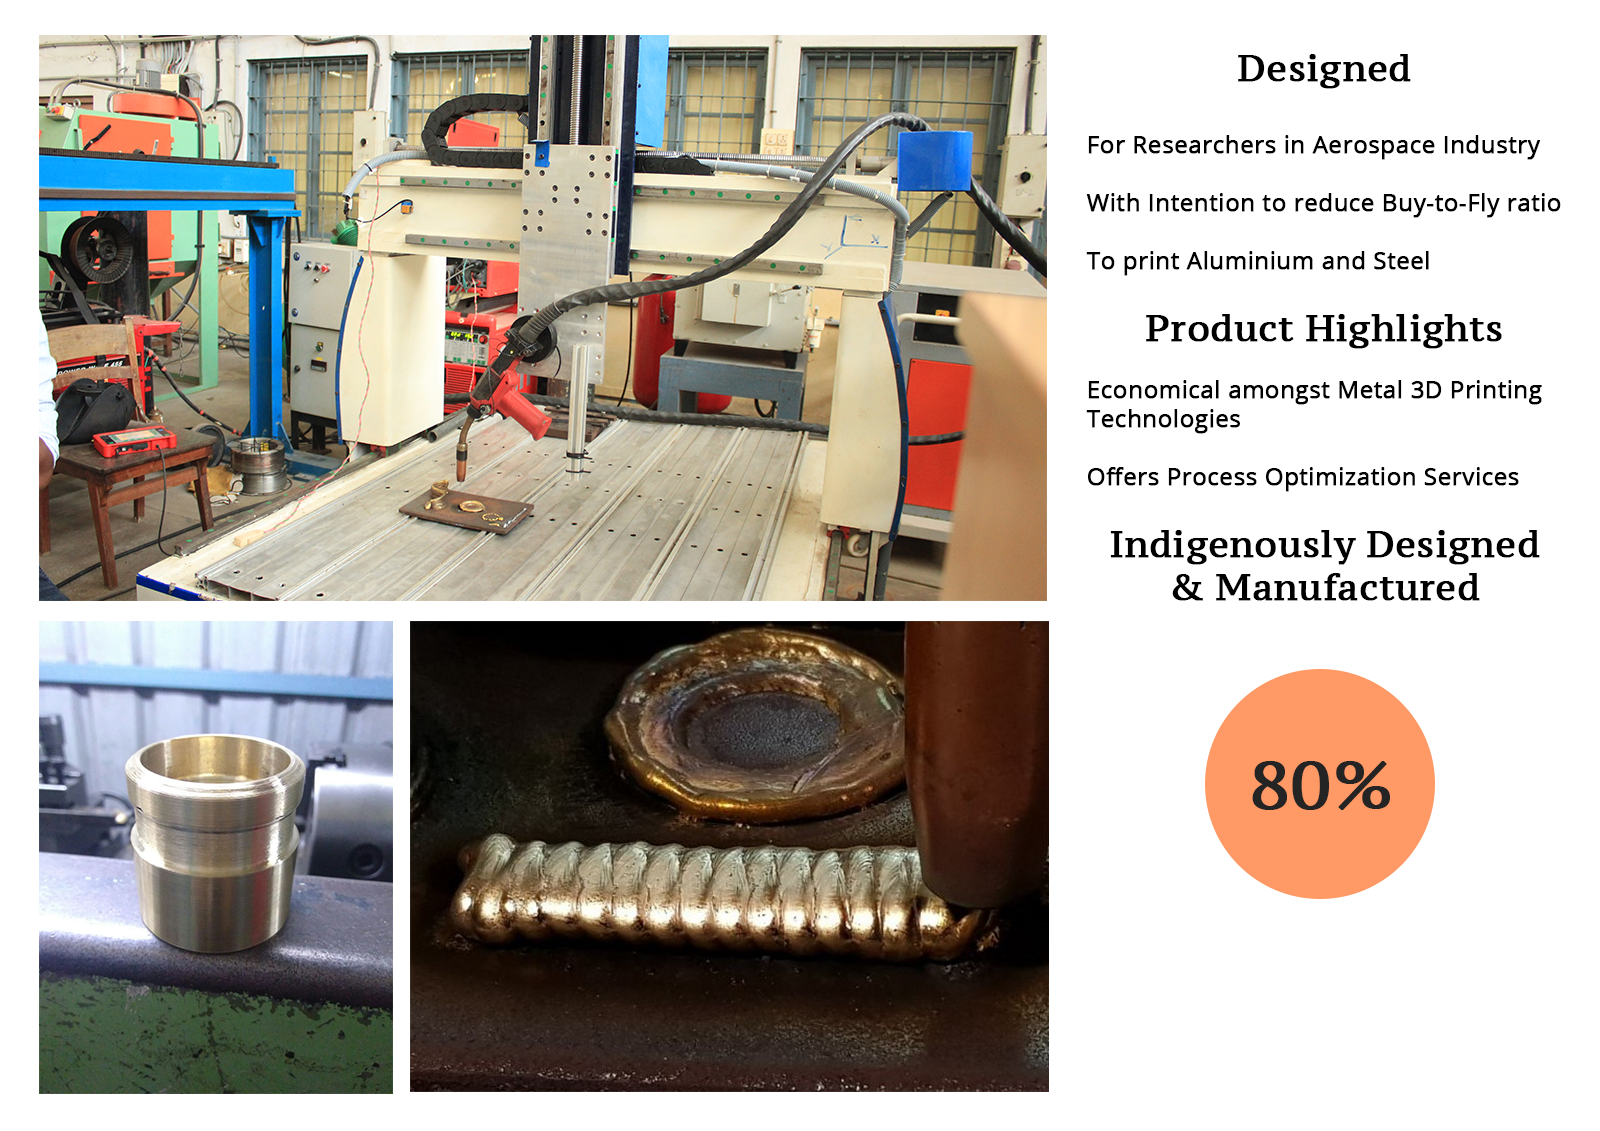 Designed
For Researchers in Aerospace Industry
With Intention to reduce Buy-to-Fly ratio
To print Aluminium and Steel
Product Highlights
Economical amongst Metal 3D Printing
Technologies
Offers Process Optimization Services
Indigenously Designed
& Manufactured
80%